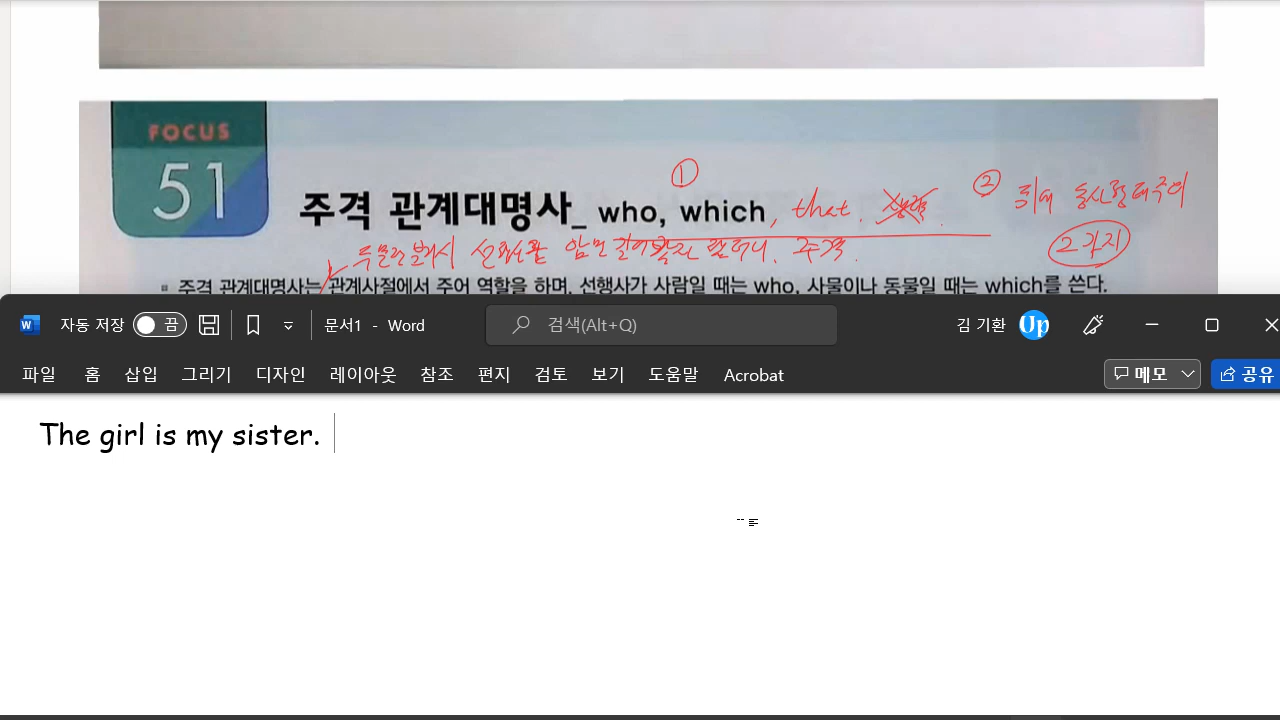 FOCUS
51
주격 관계대명사_ who, which, that.
① ②
2가지
주격.
주격 관계대명사는 관계사절에서 주어 역할을 하며, 선행사가 사람일 때는 who, 사물이나 동물일 때는 which를 쓴다.
자동 저장 끔 문서1 - Word 검색(Alt+Q) 김 기환 Up
파일 홈 삽입 그리기 디자인 레이아웃 참조 편지 검토 보기 도움말 Acrobat 메모 공유
The girl is my sister.